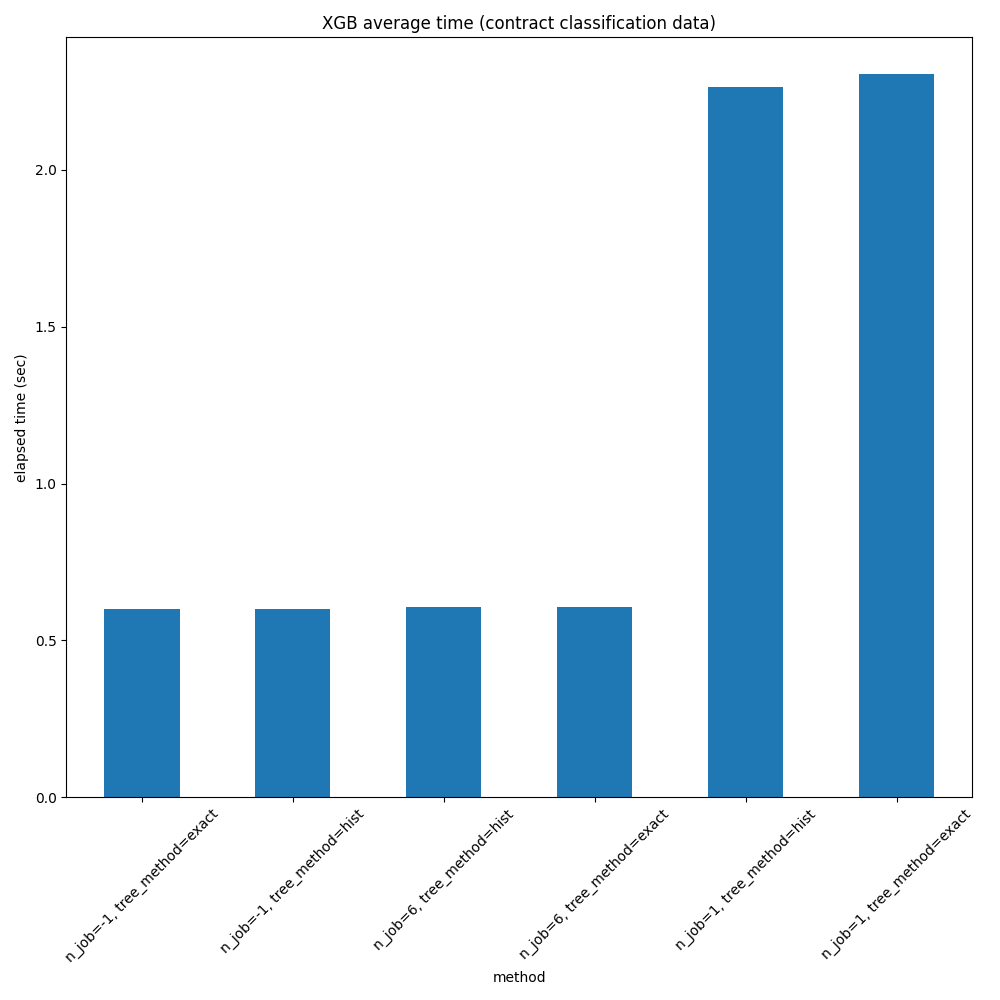 XGB average time (contract classification data)
elapsed time (sec)
2.0
1.5
1.0
0.5
0.0
n_job=-1, tree_method=exact
n_job=-1, tree_method=hist
n_job=6, tree_method=hist
n_job=6, tree_method=exact
n_job=1, tree_method=hist
n_job=1, tree_method=exact
method